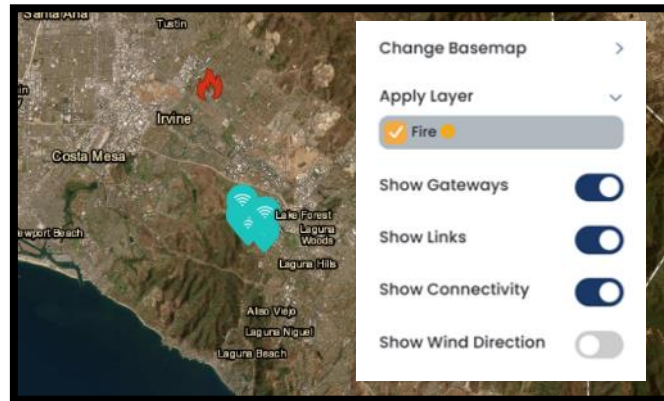 Santa Ana
Tustin
Irvine
Costa Mesa
Lake Forest
Laguna
Woods
ewport Beach
Laguna Hills
Aliso Viejo
Laguna Niguel
Laguna Beach
Change Basemap
Apply Layer
Fire
Show Gateways
Show Links
Show Connectivity
Show Wind Direction